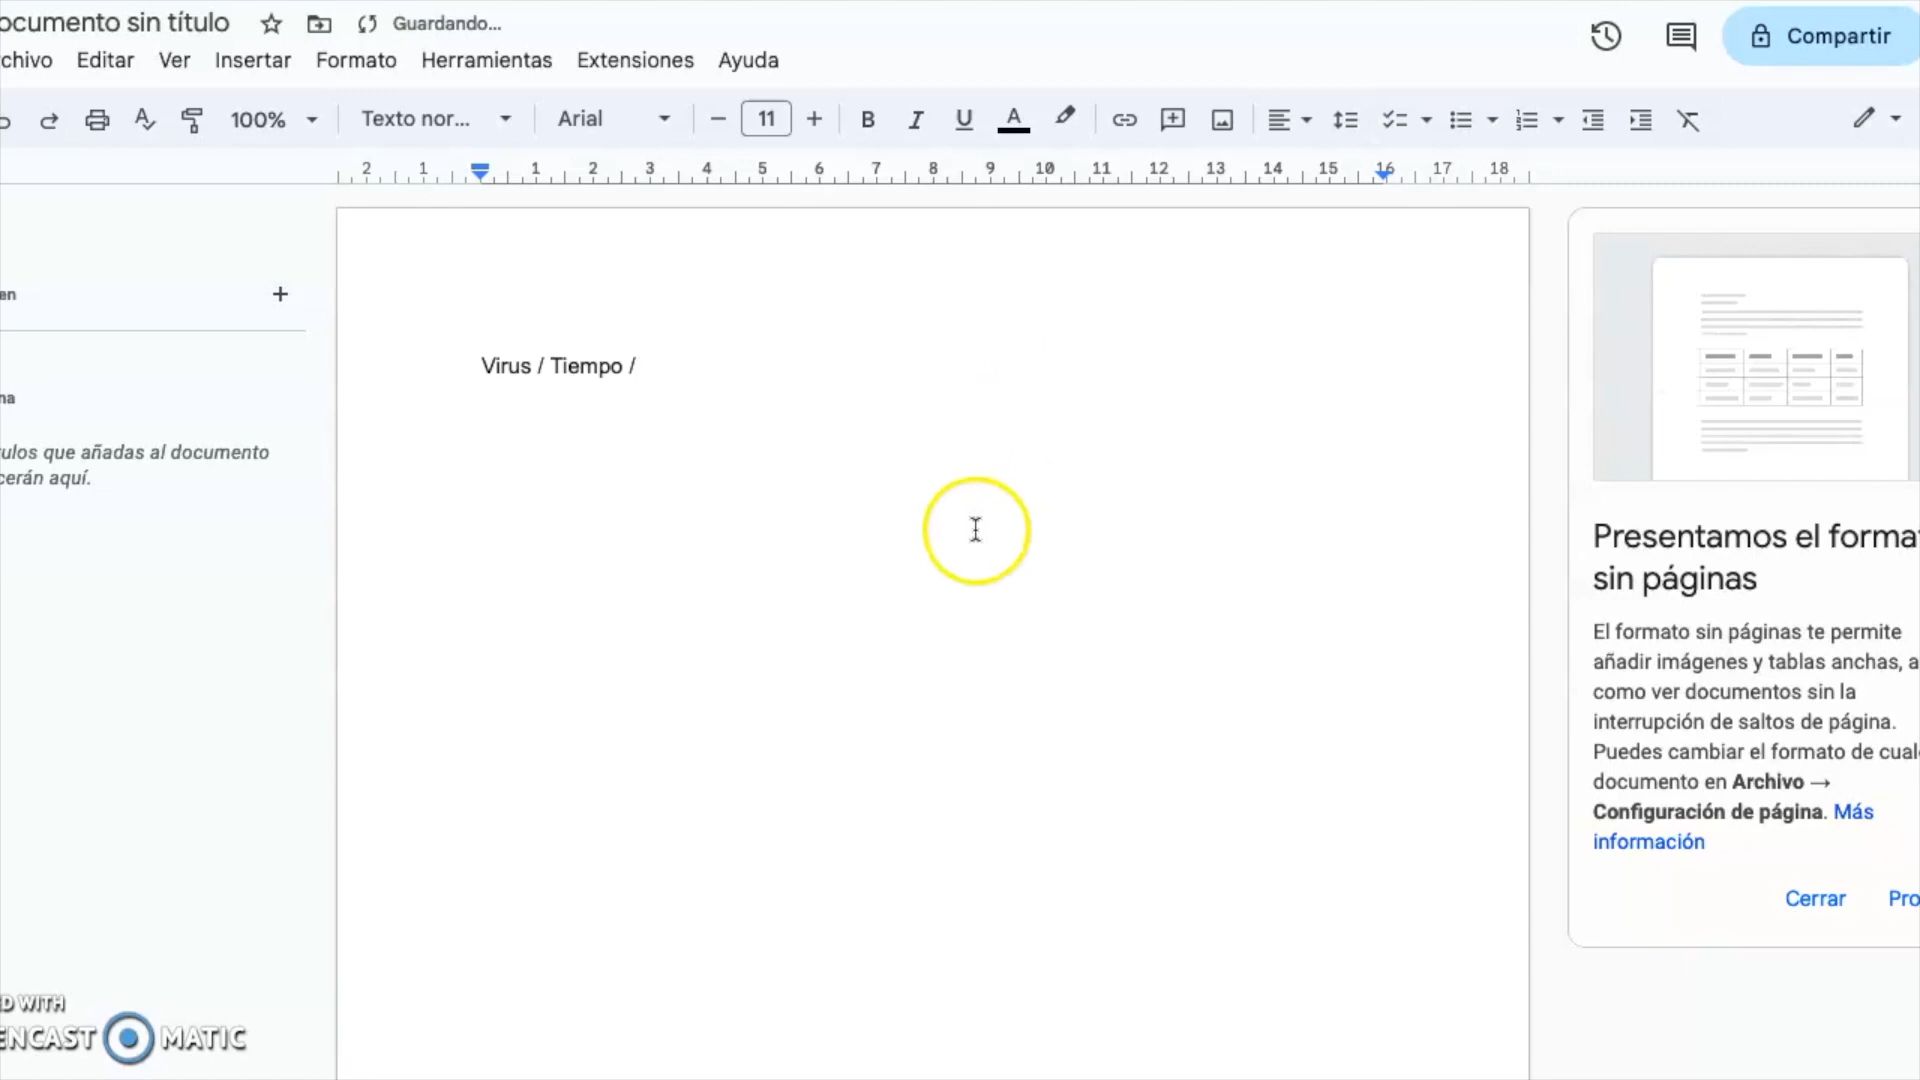 ocumento sin título Guardando...
chivo Editar Ver Insertar Formato Herramientas Extensiones Ayuda
Compartir
100% Texto nor... Arial 11 B I U A
2 1 1 2 3 4 5 6 7 8 9 10 11 12 13 14 15 16 17 18
en
Virus / Tiempo /
na
ulos que añadas al documento
cerán aquí.
Presentamos el forma
sin páginas
El formato sin páginas te permite
añadir imágenes y tablas anchas, a
como ver documentos sin la
interrupción de saltos de página.
Puedes cambiar el formato de cual
documento en Archivo →
Configuración de página. Más
información
Cerrar Pro
D WITH
ENCAST MATIC